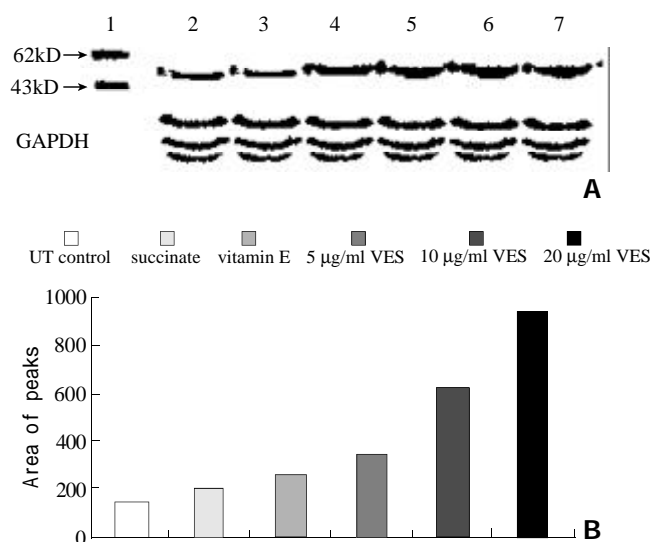 1 2 3 4 5 6 7
62kD→
43kD→
GAPDH
A
UT control succinate vitamin E 5 μg/ml VES 10 μg/ml VES 20 μg/ml VES
Area of peaks
1000
800
600
400
200
0
B